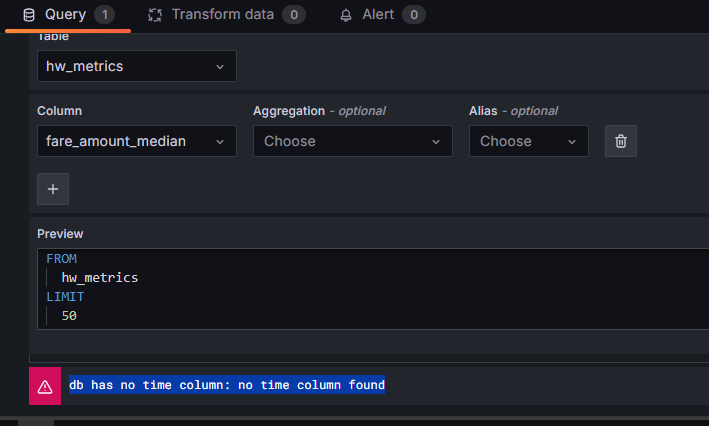 Query 1 Transform data 0 Alert 0
Table
hw_metrics
Column Aggregation - optional Alias - optional
fare_amount_median Choose Choose
+
Preview
FROM
hw_metrics
LIMIT
50
db has no time column: no time column found